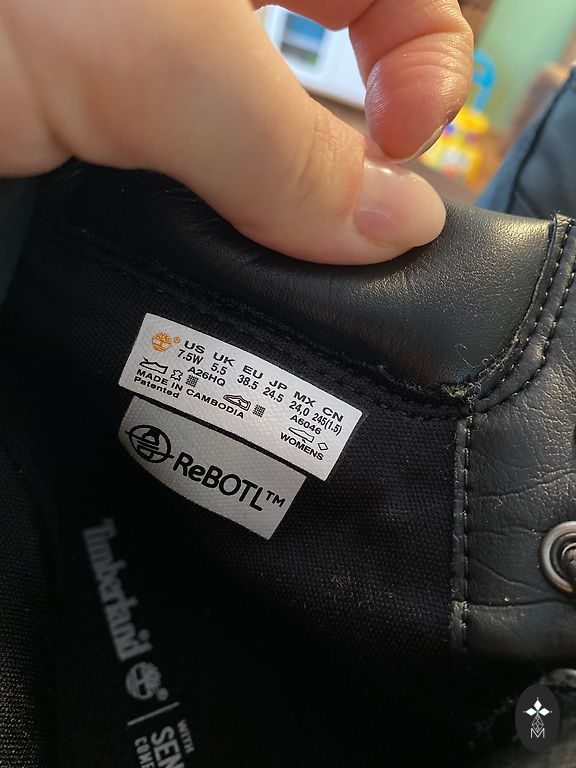 US UK EU JP MX CN
7.5W 5.5 38.5 24.5 24,0 245(1.5)
A26HQ A6046
MADE IN CAMBODIA
Patented
WOMENS
ReBOTL™
Timberland ®
WITH
M